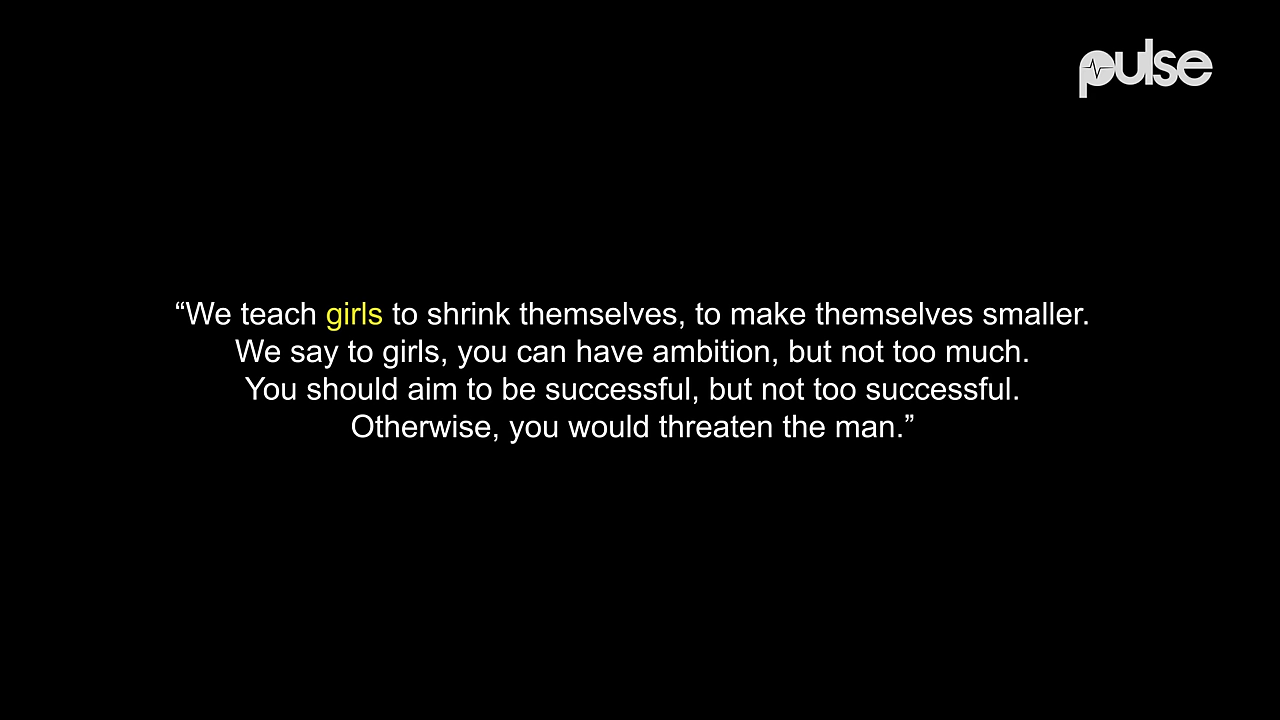 pulse
“We teach girls to shrink themselves, to make themselves smaller.
We say to girls, you can have ambition, but not too much.
You should aim to be successful, but not too successful.
Otherwise, you would threaten the man.”